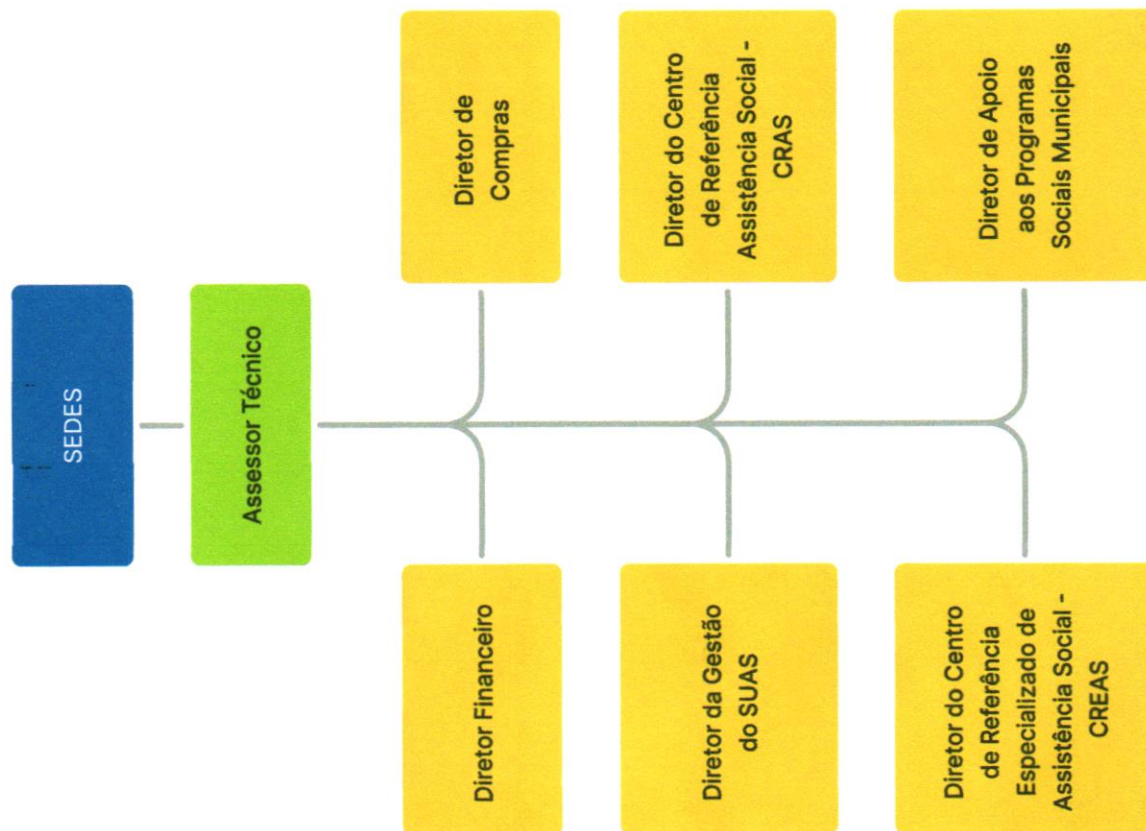 SEDES
Assessor Técnico
Diretor Financeiro
Diretor de
Compras
Diretor da Gestão
do SUAS
Diretor do Centro
de Referência
Assistência Social -
CRAS
Diretor do Centro
de Referência
Especializado de
Assistência Social -
CREAS
Diretor de Apoio
aos Programas
Sociais Municipais